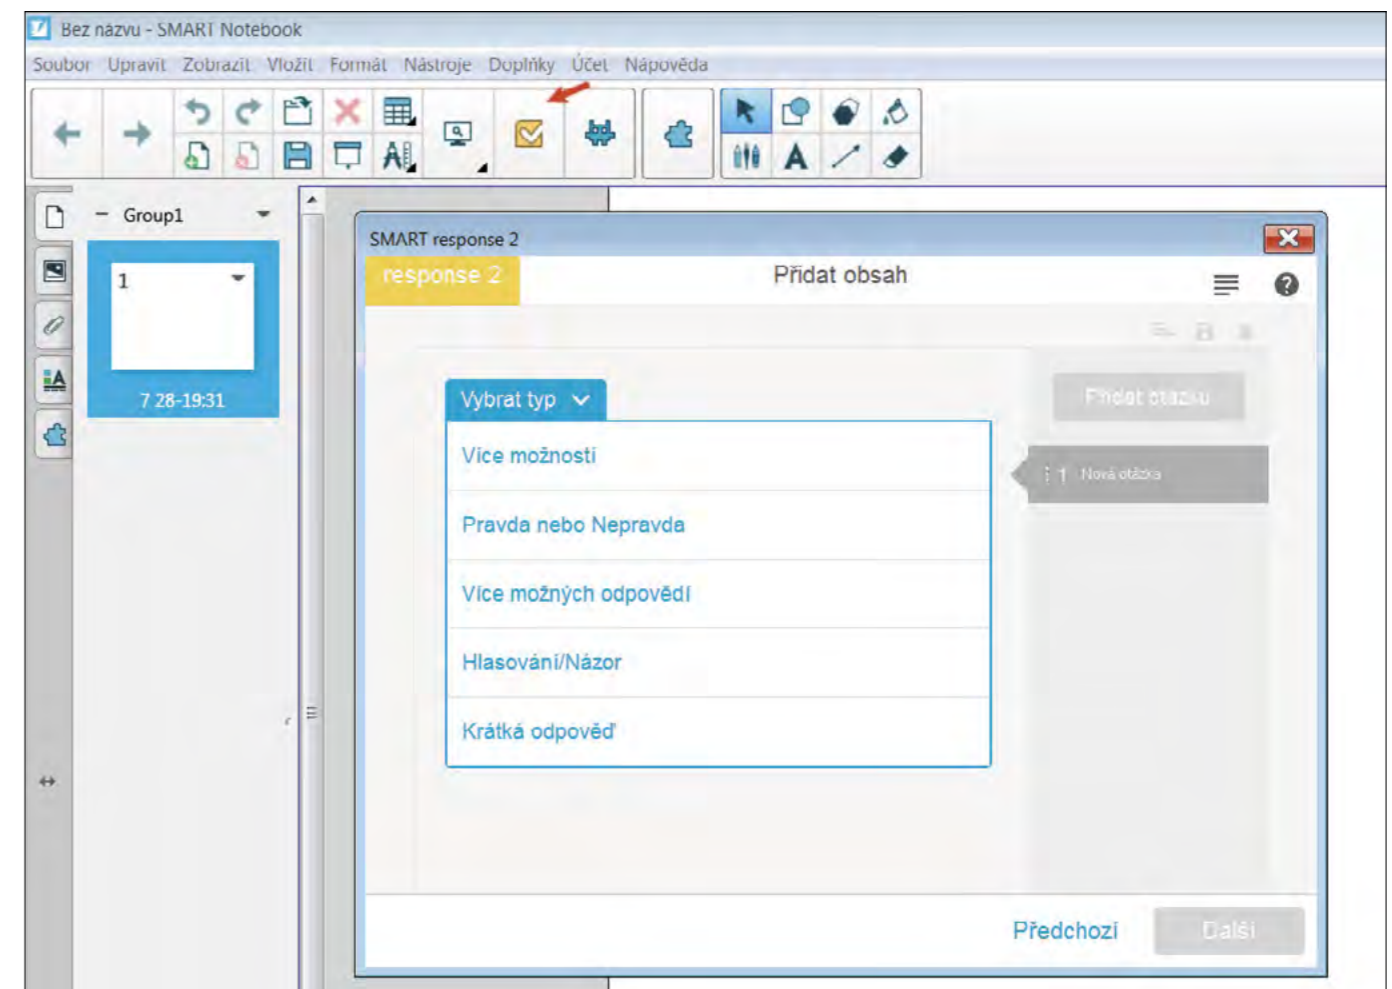 Bez názvu - SMART Notebook
Soubor Upravit Zobrazit Vložit Formát Nástroje Doplňky Účet Nápověda
Group1
1
7 28-19:31
SMART response 2
response 2
Přidat obsah
Vybrat typ
Přidat otázku
Více možností
1 Nová otázka
Pravda nebo Nepravda
Více možných odpovědí
Hlasování/Názor
Krátká odpověď
Předchozí
Další